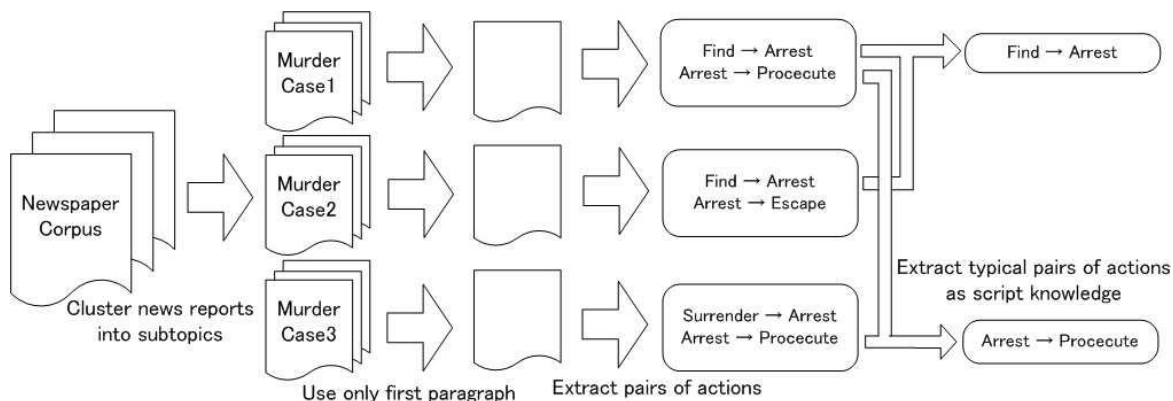 Newspaper
Corpus
Cluster news reports
into subtopics
Murder
Case1
Murder
Case2
Murder
Case3
Use only first paragraph
Find → Arrest
Arrest → Procecute
Find → Arrest
Arrest → Escape
Surrender → Arrest
Arrest → Procecute
Extract pairs of actions
Find → Arrest
Extract typical pairs of actions
as script knowledge
Arrest → Procecute